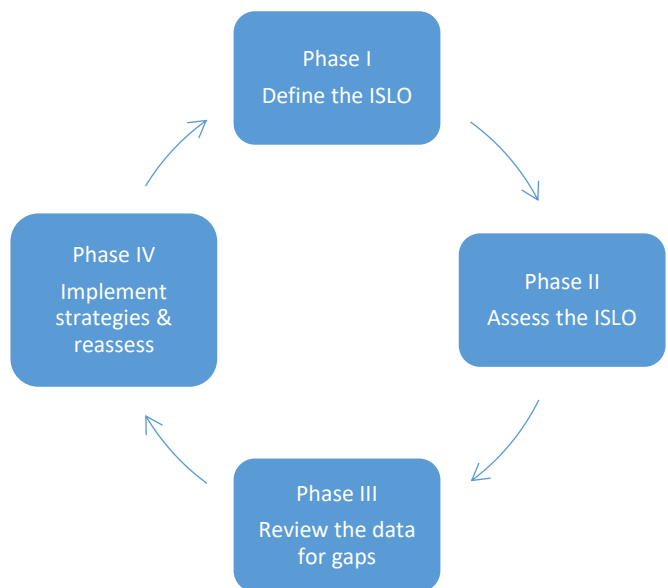 Phase I
Define the ISLO
Phase II
Assess the ISLO
Phase III
Review the data
for gaps
Phase IV
Implement
strategies &
reassess